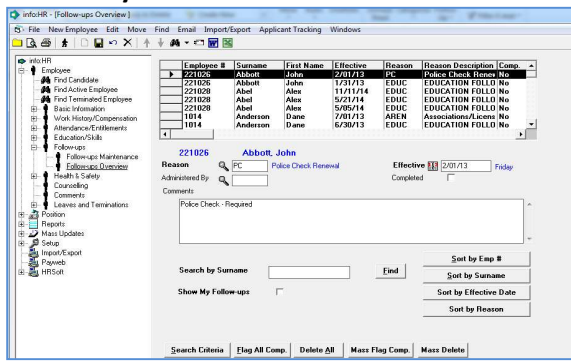 info:HR - [Follow-ups - Overview ]
File New Employee Edit Move Find Email Import/Export Applicant Tracking Windows
info:HR
Employee
Find Candidate
Find Active Employee
Find Terminated Employee
Basic Information
Work History/Compensation
Attendance/Entitlements
Education/Skills
Follow-ups
Follow-ups Maintenance
Follow-ups Overview
Health & Safety
Counselling
Comments
Leaves and Terminations
Position
Reports
Mass Updates
Setup
Import/Export
Payweb
HRSoft
Employee # Surname First Name Effective Reason Reason Description Comp.
221026 Abbott John 2/01/13 PC Police Check Renev No
221026 Abbott John 1/31/13 EDUC EDUCATION FOLLO No
221028 Abel Alex 11/11/14 EDUC EDUCATION FOLLO No
221028 Abel Alex 5/21/14 EDUC EDUCATION FOLLO No
221028 Abel Alex 5/05/14 EDUC EDUCATION FOLLO No
1014 Anderson Dane 7/01/13 AREN Associations/Licens No
1014 Anderson Dane 6/30/13 EDUC EDUCATION FOLLO No
221026 Abbott, John
Reason PC Police Check Renewal Effective 2/01/13 Friday
Administered By Completed
Comments
Police Check - Required
Sort by Emp #
Search by Surname Find Sort by Surname
Show My Follow-ups Sort by Effective Date
Sort by Reason
Search Criteria Flag All Comp. Delete All Mass Flag Comp. Mass Delete